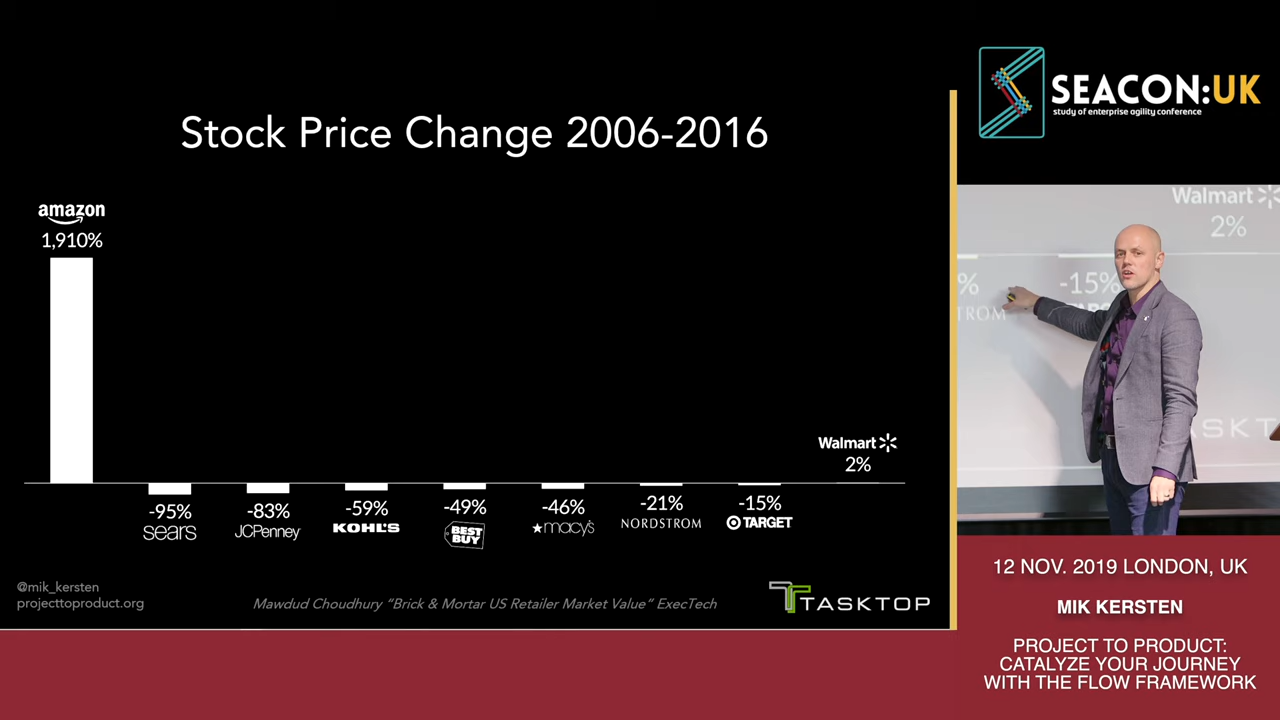 Stock Price Change 2006-2016
amazon
1,910%
-95%
sears
-83%
JCPenney
-59%
KOHL'S
-49%
BEST BUY
-46%
macy's
-21%
NORDSTROM
-15%
TARGET
Walmart
2%
@mik_kersten
projecttoproduct.org
Mawdud Choudhury "Brick & Mortar US Retailer Market Value" ExecTech
TASKTOP
SEACON:UK
study of enterprise agility conference
Walmart
2%
%
-15%
TROM
ASKT
12 NOV. 2019 LONDON, UK
MIK KERSTEN
PROJECT TO PRODUCT:
CATALYZE YOUR JOURNEY
WITH THE FLOW FRAMEWORK